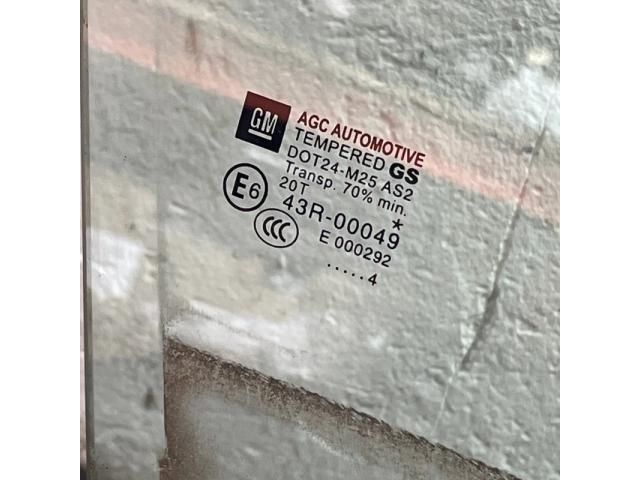 GM
AGC AUTOMOTIVE
TEMPERED GS
DOT24-M25 AS2
Transp. 70% min.
20T *
E6 43R-00049
CCC E 000292
.....4